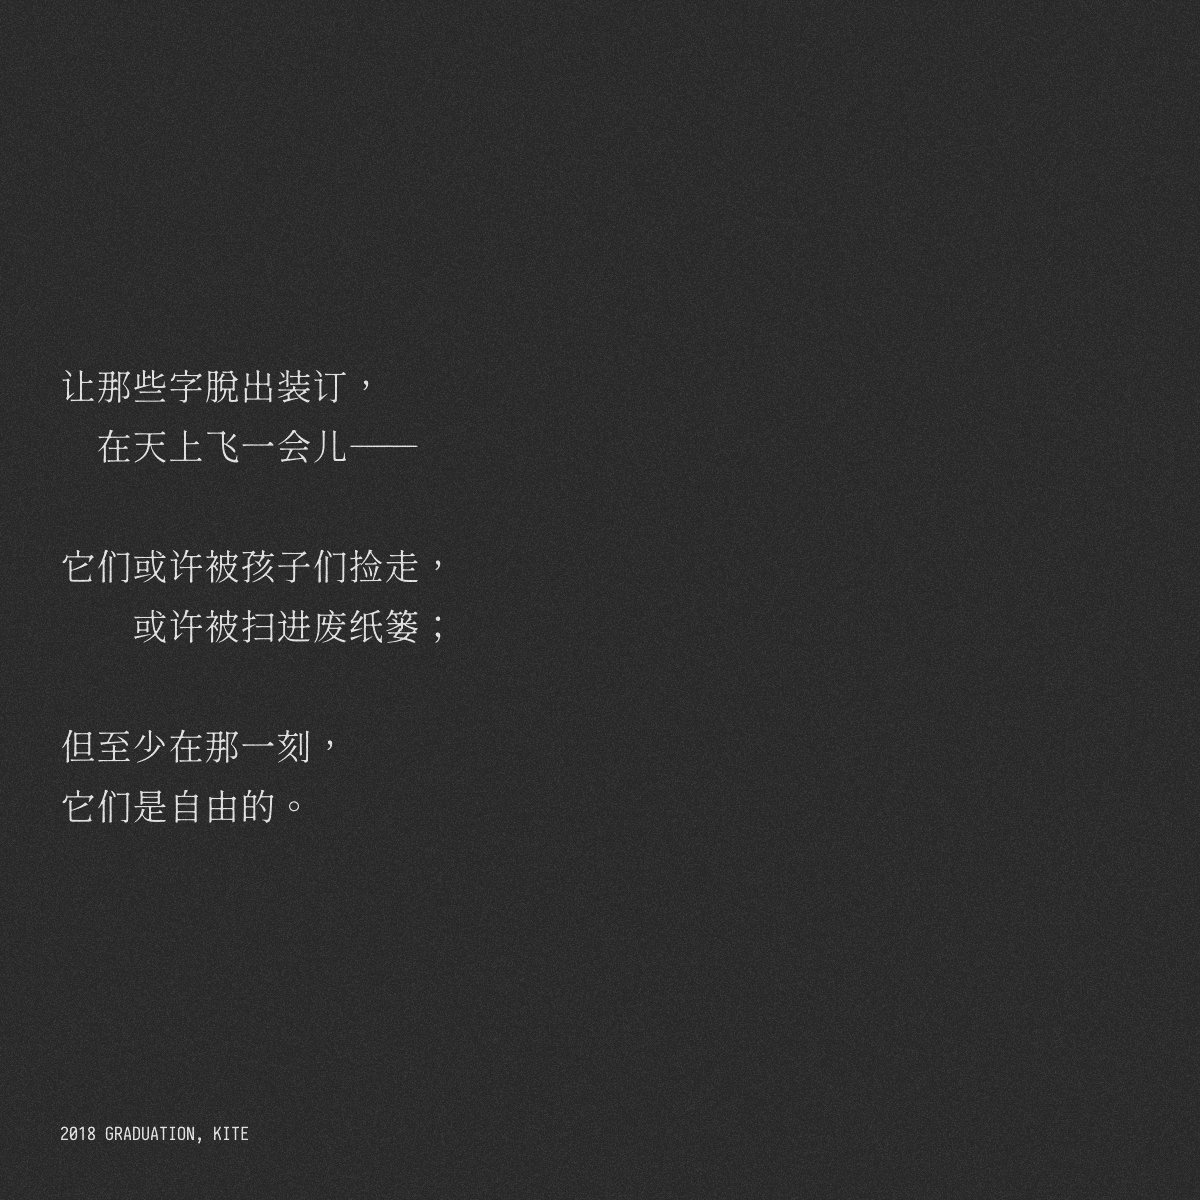 让那些字脫出装订，
在天上飞一会儿——
它们或许被孩子们捡走，
或许被扫进废纸篓；
但至少在那一刻，
它们是自由的。
2018 GRADUATION, KITE